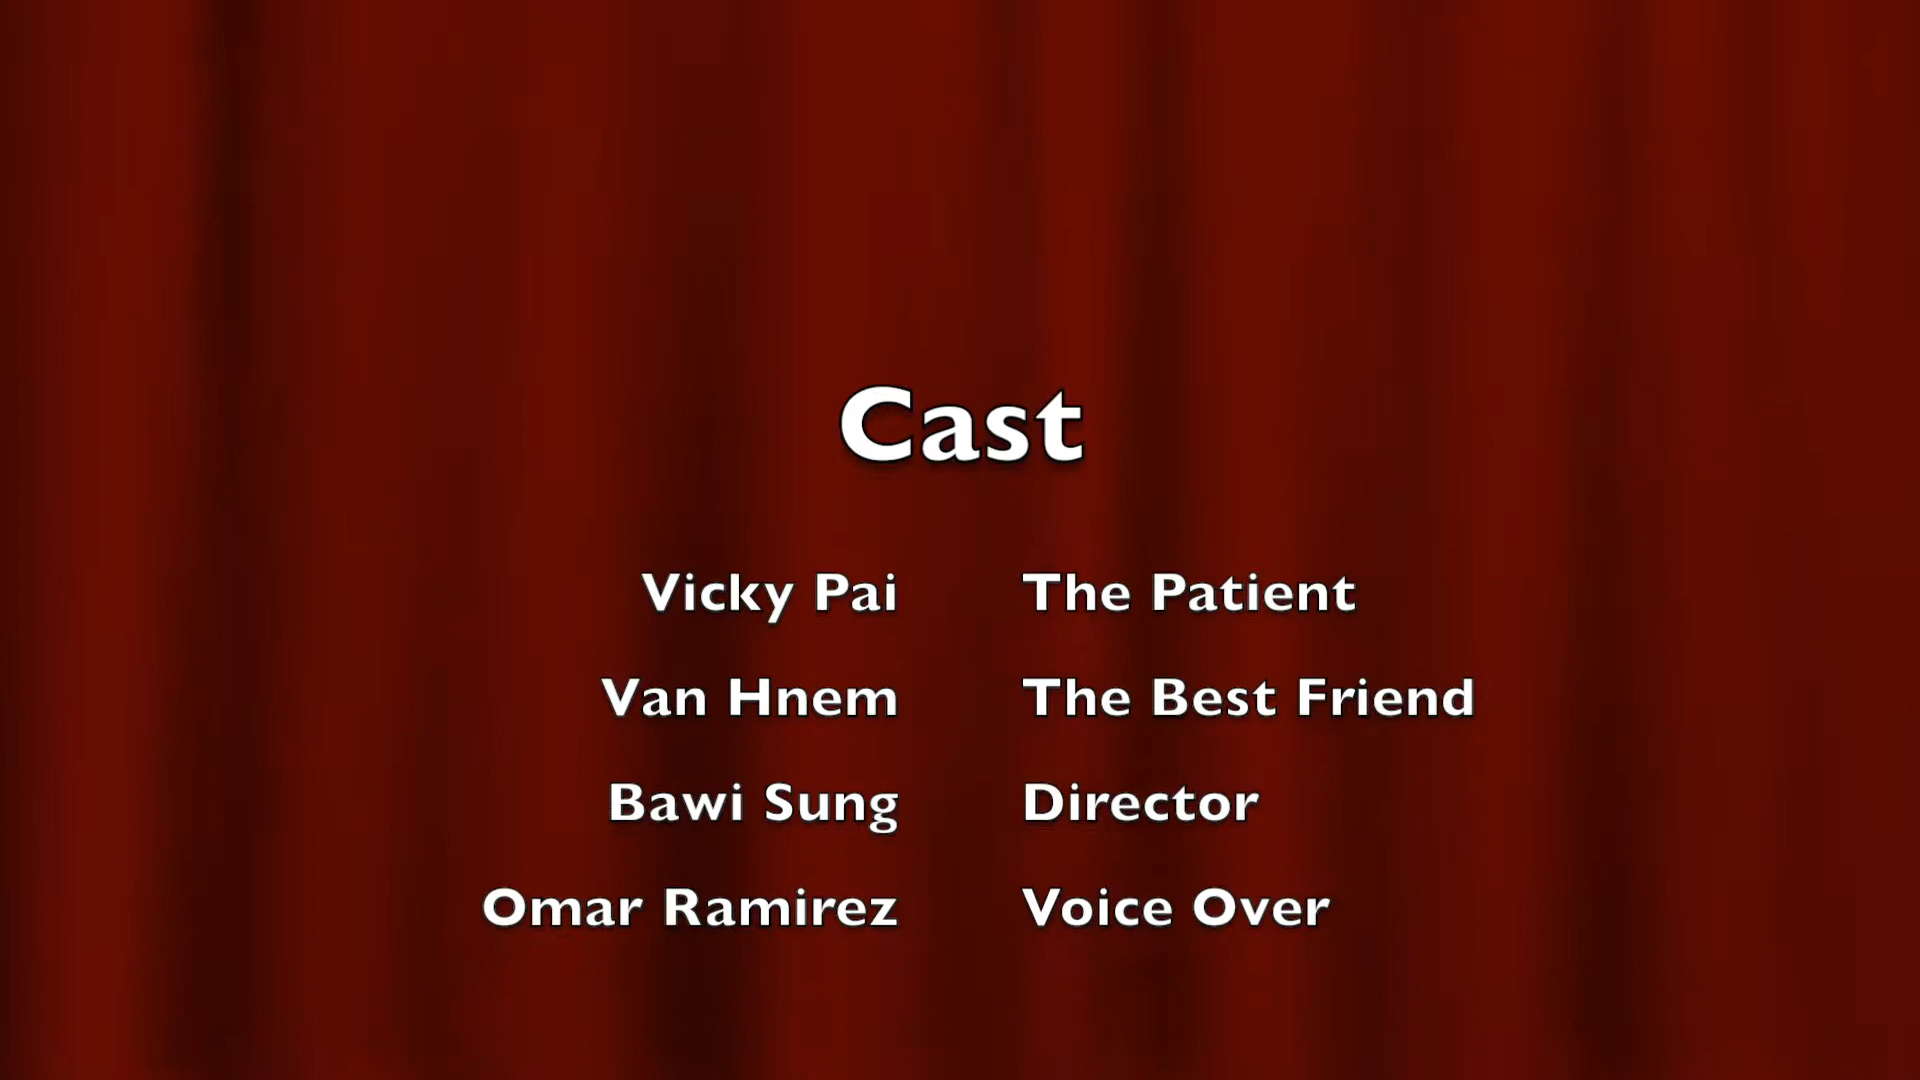 Cast
Vicky Pai The Patient
Van Hnem The Best Friend
Bawi Sung Director
Omar Ramirez Voice Over